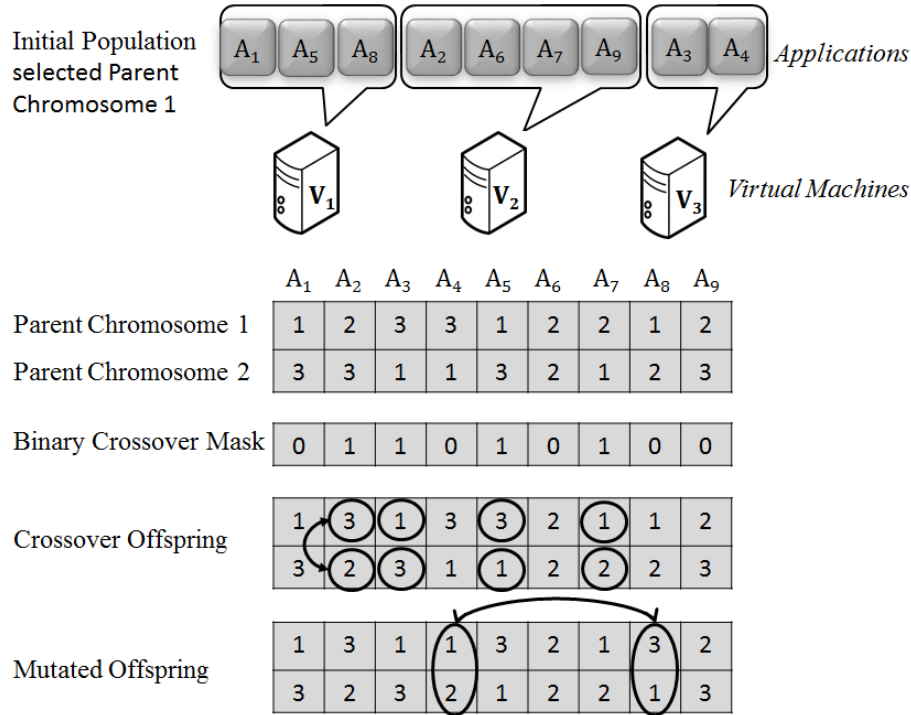 Initial Population
selected Parent
Chromosome 1
A₁ A₅ A₈ A₂ A₆ A₇ A₉ A₃ A₄
Applications
V₁ V₂ V₃
Virtual Machines
A₁ A₂ A₃ A₄ A₅ A₆ A₇ A₈ A₉
Parent Chromosome 1 1 2 3 3 1 2 2 1 2
Parent Chromosome 2 3 3 1 1 3 2 1 2 3
Binary Crossover Mask 0 1 1 0 1 0 1 0 0
Crossover Offspring
1 3 1 3 3 2 1 1 2
3 2 3 1 1 2 2 2 3
Mutated Offspring
1 3 1 1 3 2 1 3 2
3 2 3 2 1 2 2 1 3